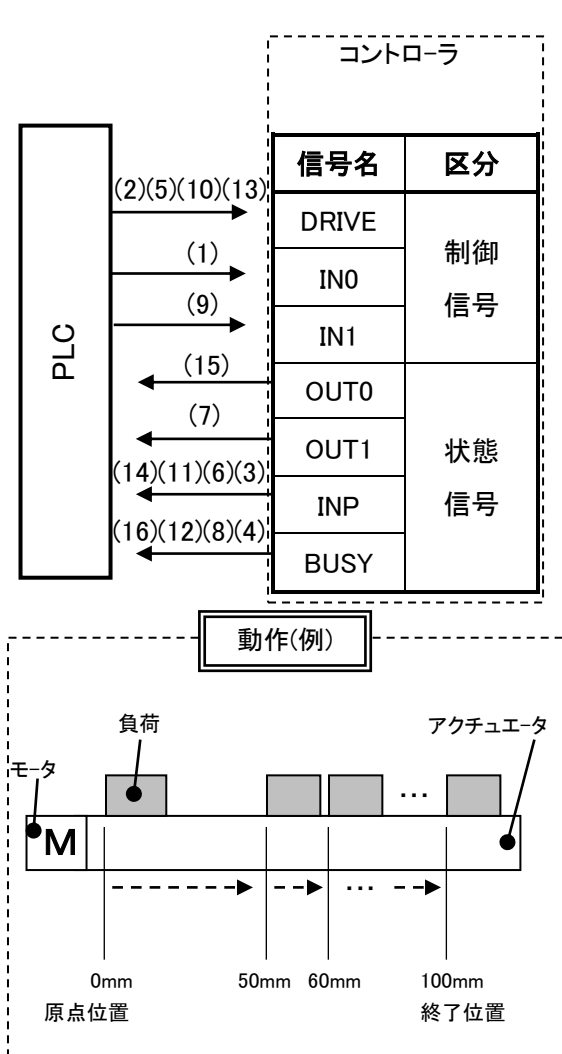 コントローラ
PLC
信号名 区分
(2)(5)(10)(13) DRIVE
制御
信号
(1) IN0
(9) IN1
(15) OUT0
(7) OUT1
状態
信号
(14)(11)(6)(3) INP
(16)(12)(8)(4) BUSY
動作(例)
負荷
アクチュエータ
モータ
M
...
...
0mm 50mm 60mm 100mm
原点位置 終了位置